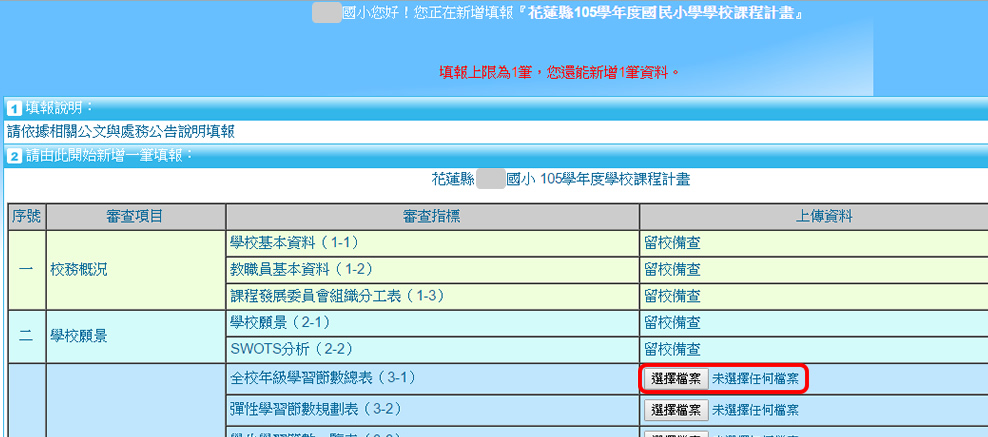 國小您好！您正在新增填報『花蓮縣105學年度國民小學學校課程計畫』
填報上限為1筆，您還能新增1筆資料。
1 填報說明：
請依據相關公文與處務公告說明填報
2 請由此開始新增一筆填報：
花蓮縣 國小 105學年度學校課程計畫
序號 審查項目 審查指標 上傳資料
一 校務概況 學校基本資料（1-1） 留校備查
教職員基本資料（1-2） 留校備查
課程發展委員會組織分工表（1-3） 留校備查
二 學校願景 學校願景（2-1） 留校備查
SWOTS分析（2-2） 留校備查
全校年級學習節數總表（3-1） 選擇檔案 未選擇任何檔案
彈性學習節數規劃表（3-2） 選擇檔案 未選擇任何檔案